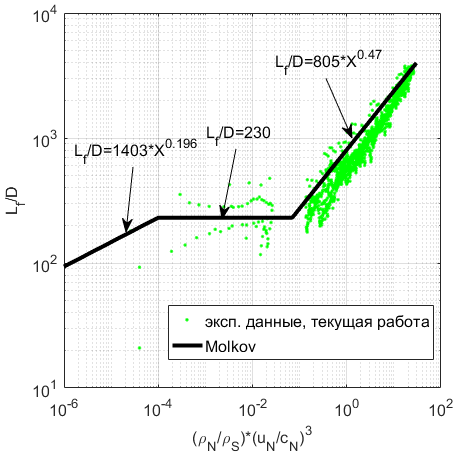 10^4
L_f/D=805*X^0.47
L_f/D=1403*X^0.196
L_f/D=230
10^3
L_f/D
10^2
эксп. данные, текущая работа
Molkov
10^1
10^-6
10^-4
10^-2
10^0
10^2
(ρ_N/ρ_S)*(u_N/c_N)^3